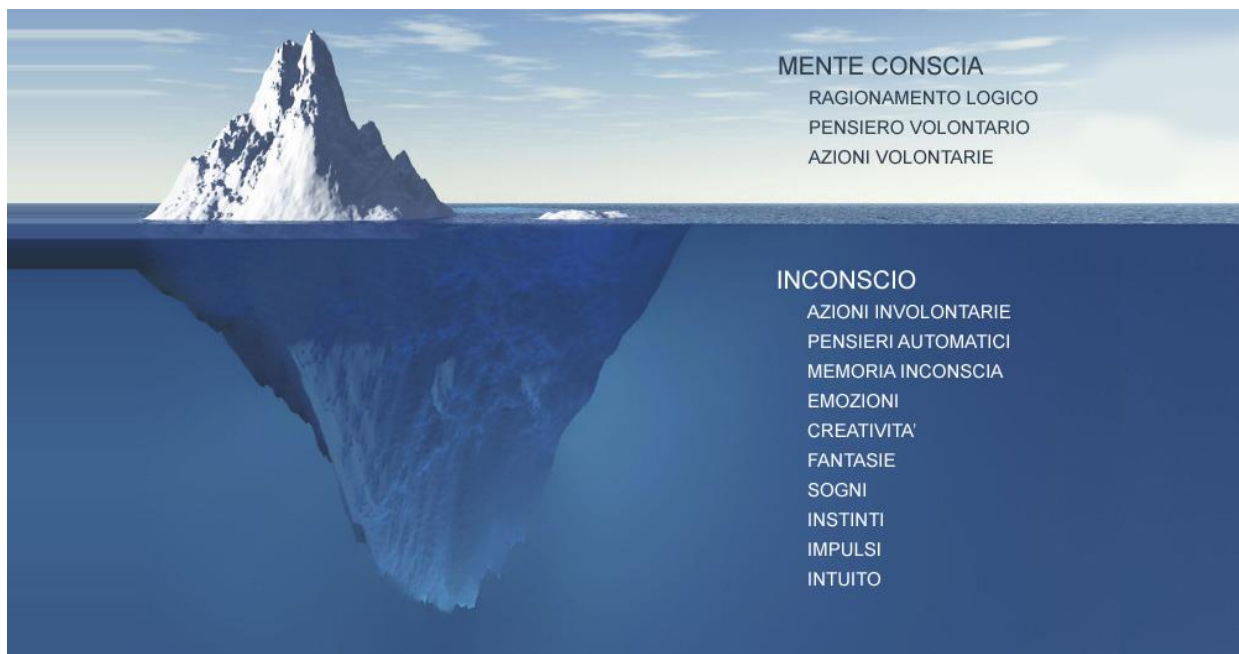 MENTE CONSCIA
RAGIONAMENTO LOGICO
PENSIERO VOLONTARIO
AZIONI VOLONTARIE
INCONSCIO
AZIONI INVOLONTARIE
PENSIERI AUTOMATICI
MEMORIA INCONSCIA
EMOZIONI
CREATIVITA'
FANTASIE
SOGNI
INSTINTI
IMPULSI
INTUITO